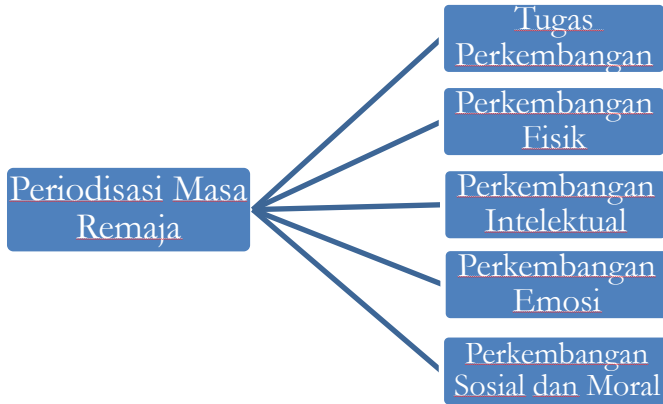 Periodisasi Masa
Remaja
Tugas
Perkembangan
Perkembangan
Fisik
Perkembangan
Intelektual
Perkembangan
Emosi
Perkembangan
Sosial dan Moral